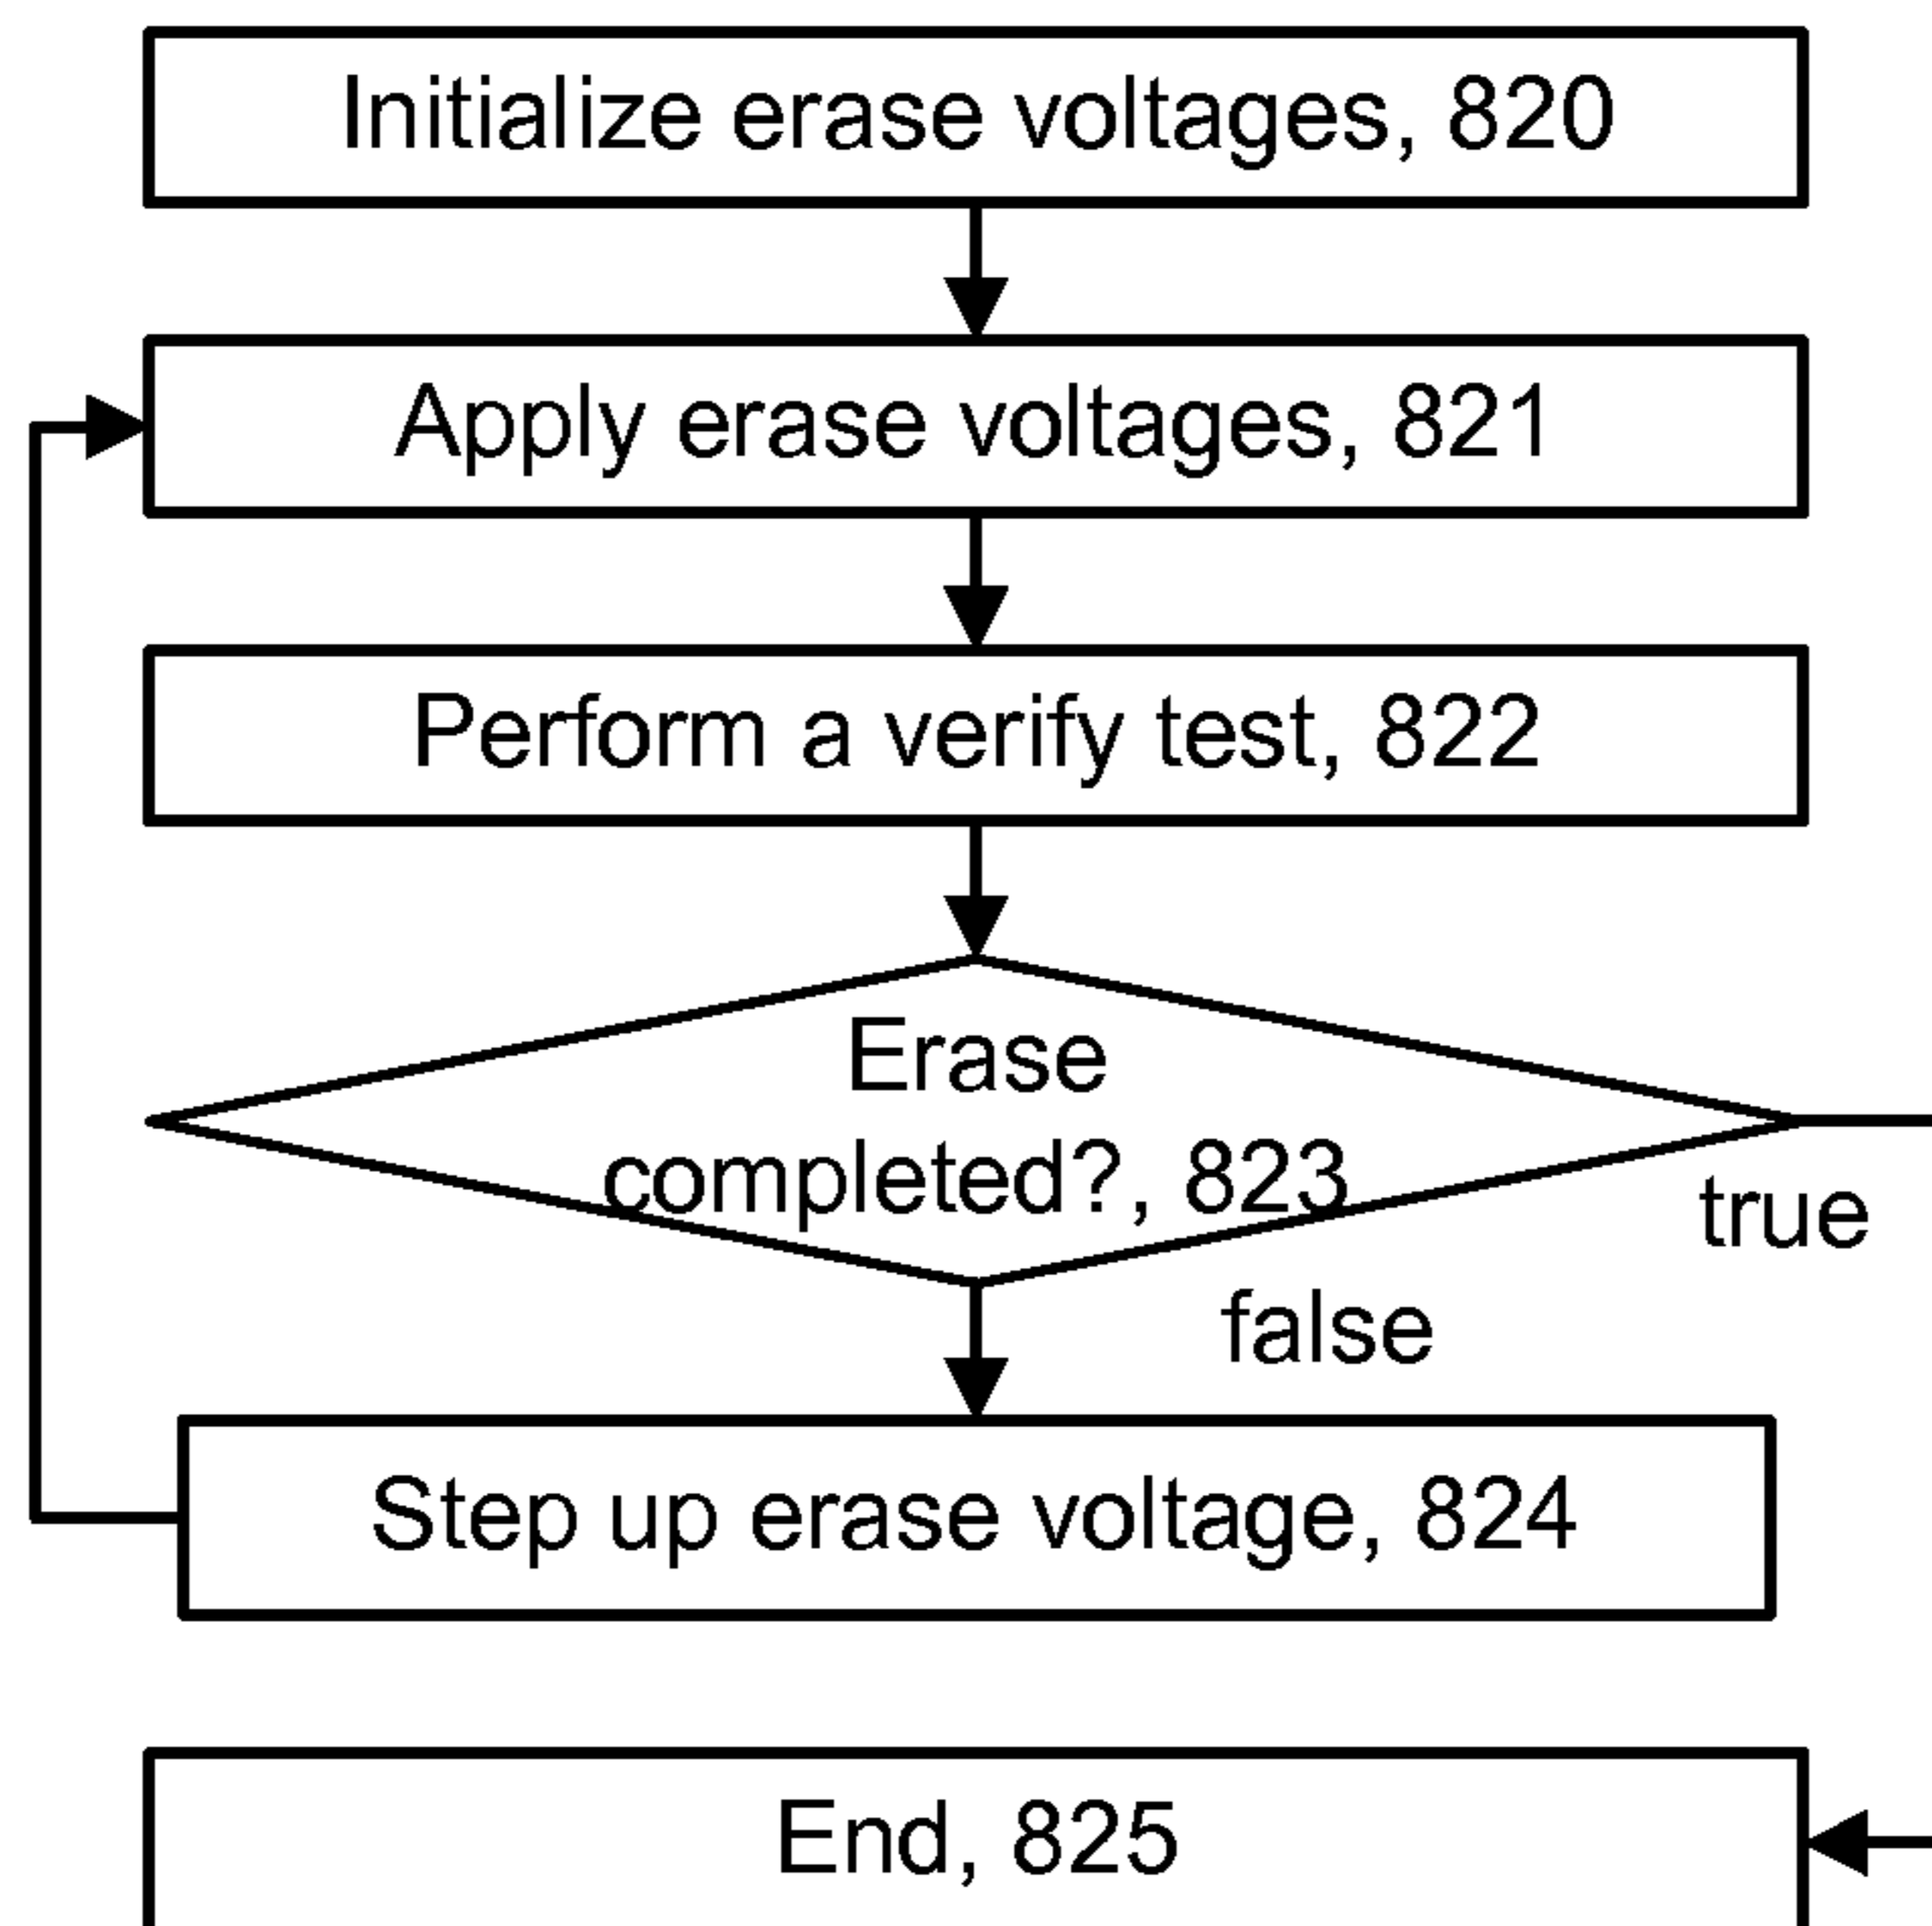 Initialize erase voltages, 820
Apply erase voltages, 821
Perform a verify test, 822
Erase
completed?, 823
true
false
Step up erase voltage, 824
End, 825